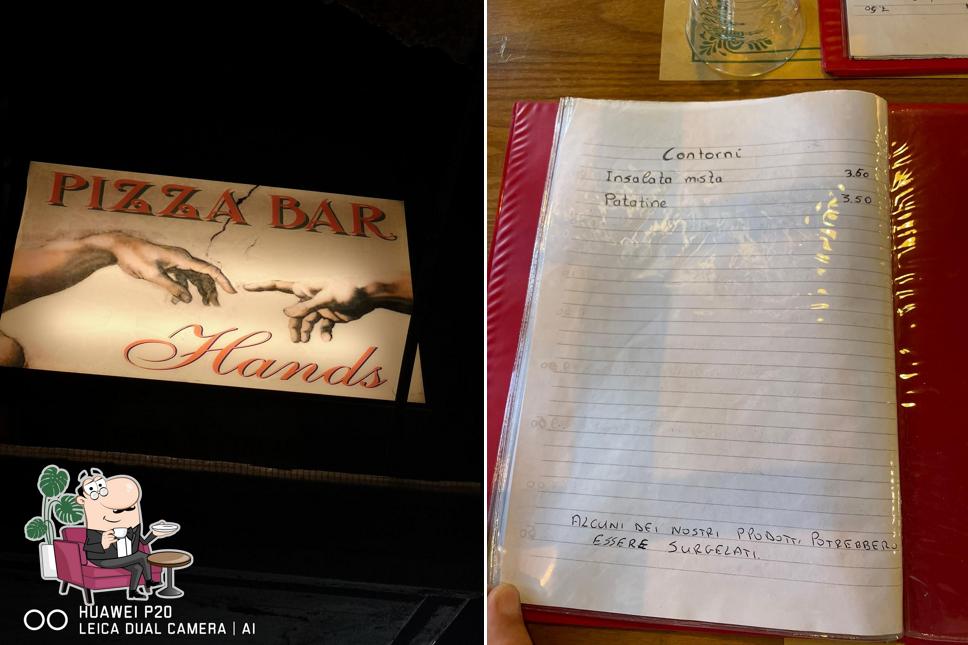 PIZZA BAR
Hands
HUAWEI P20
LEICA DUAL CAMERA | AI
Contorni
Insalata mista 3.60
Patatine 3.50
ALCUNI DEI NOSTRI PRODOTTI POTREBBERO
ESSERE SURGELATI.